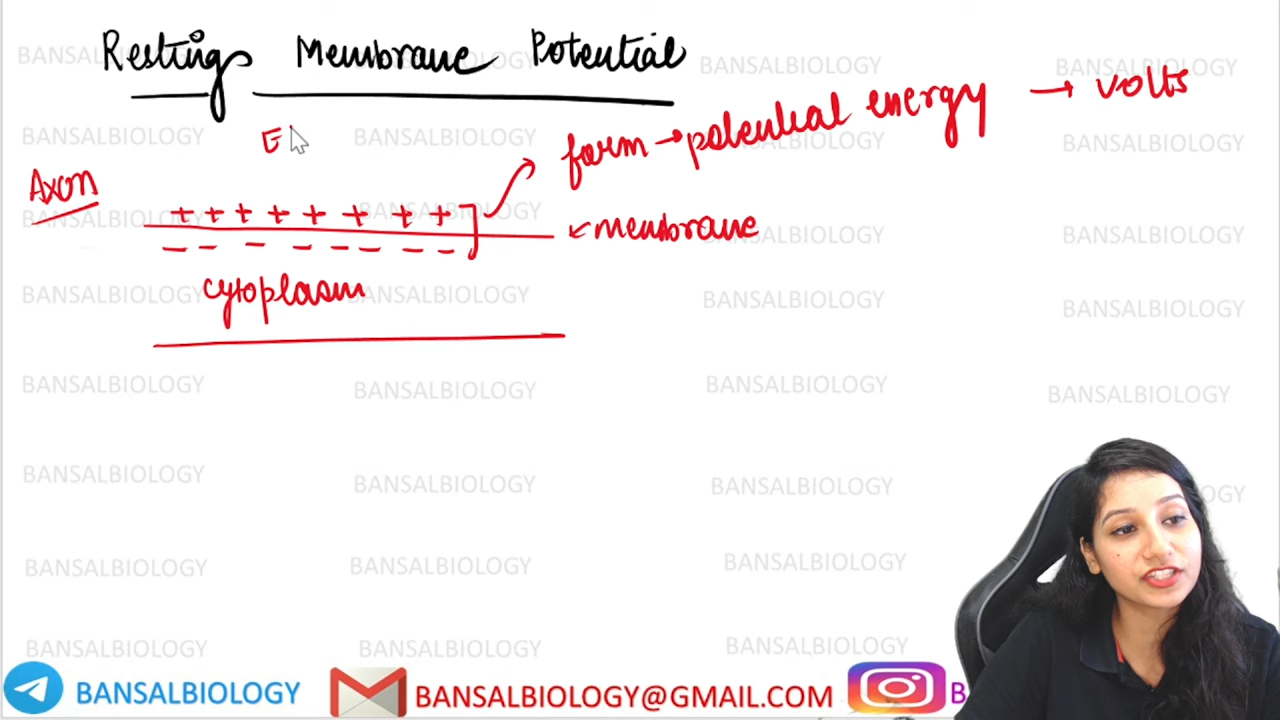 Resting Membrane Potential
form → potential energy → volts
E
Axon
+ + + + + + + +
← membrane
- - - - - - - -
cytoplasm
BANSALBIOLOGY BANSALBIOLOGY@GMAIL.COM B
BANSALBIOLOGY